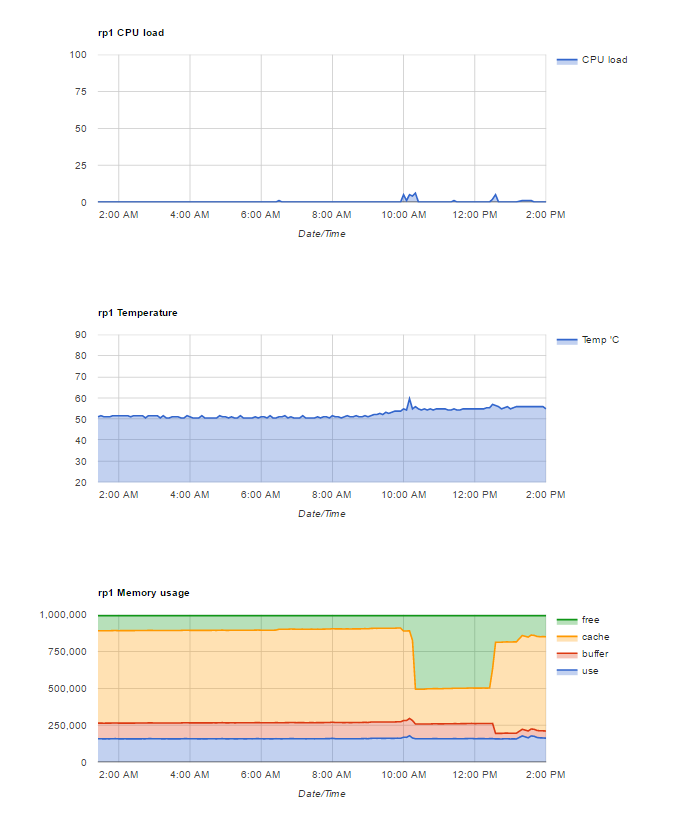 rp1 CPU load
100
75
50
25
0
CPU load
2:00 AM 4:00 AM 6:00 AM 8:00 AM 10:00 AM 12:00 PM 2:00 PM
Date/Time
rp1 Temperature
90
80
70
60
50
40
30
20
Temp 'C
2:00 AM 4:00 AM 6:00 AM 8:00 AM 10:00 AM 12:00 PM 2:00 PM
Date/Time
rp1 Memory usage
1,000,000
750,000
500,000
250,000
0
free
cache
buffer
use
2:00 AM 4:00 AM 6:00 AM 8:00 AM 10:00 AM 12:00 PM 2:00 PM
Date/Time